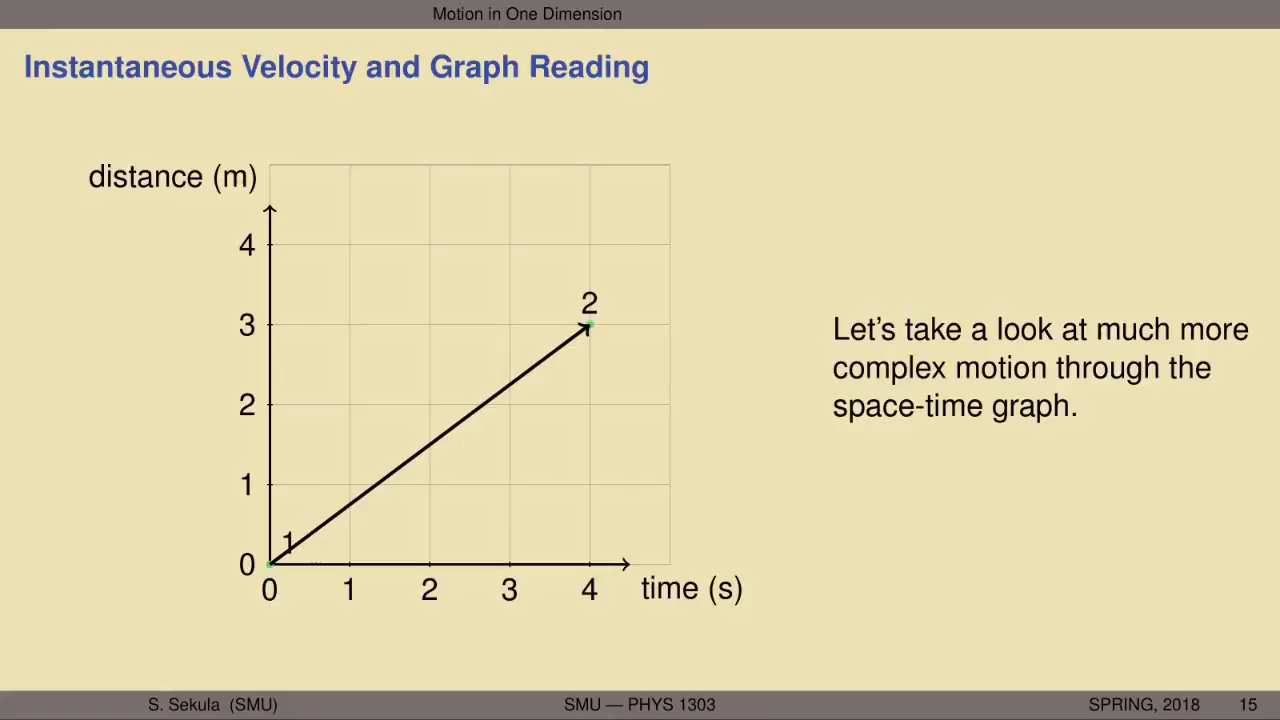 Motion in One Dimension
Instantaneous Velocity and Graph Reading
distance (m)
4
3
2
1
0
2
1
0 1 2 3 4 time (s)
Let's take a look at much more
complex motion through the
space-time graph.
S. Sekula (SMU) SMU — PHYS 1303 SPRING, 2018 15